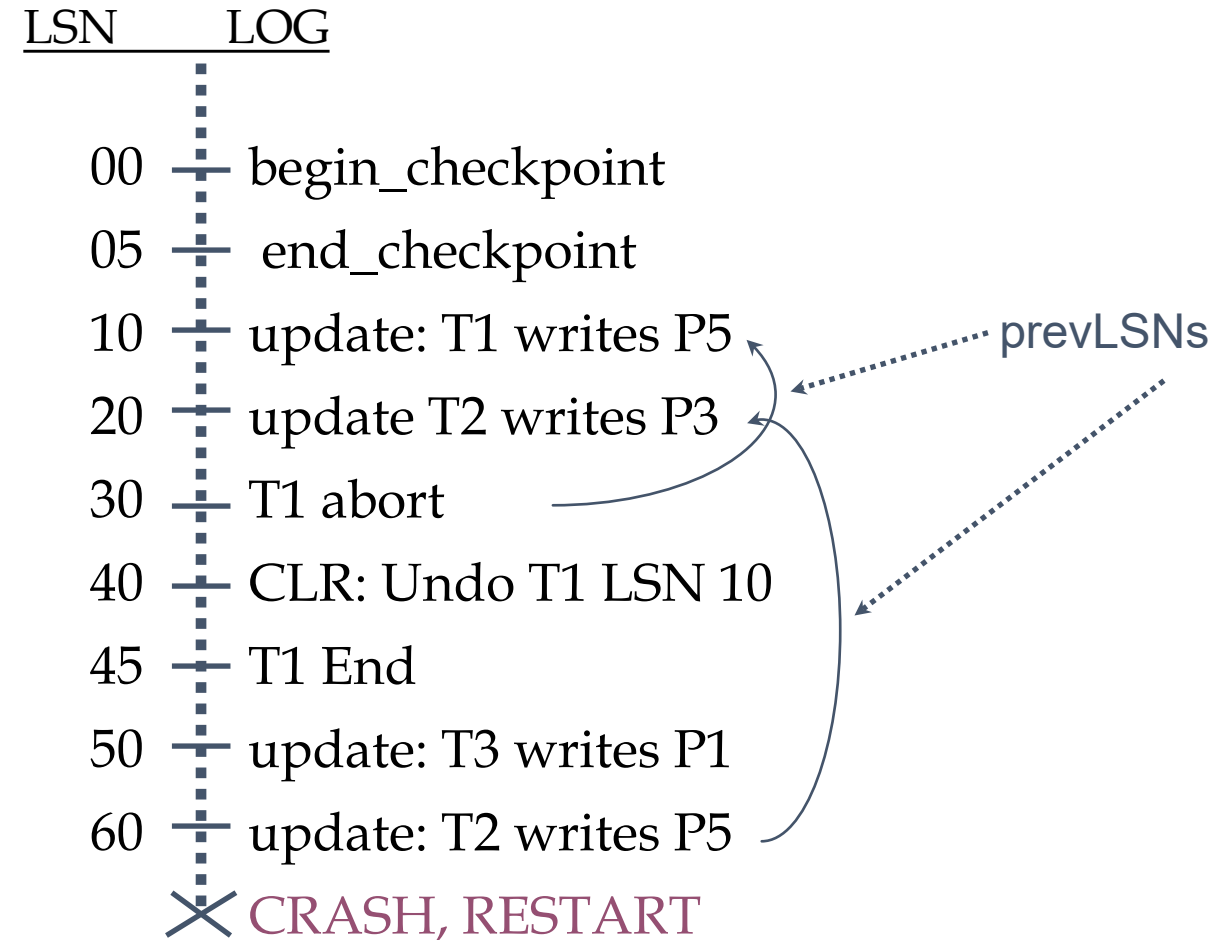 LSN LOG
00 begin_checkpoint
05 end_checkpoint
10 update: T1 writes P5
prevLSNs
20 update T2 writes P3
30 T1 abort
40 CLR: Undo T1 LSN 10
45 T1 End
50 update: T3 writes P1
60 update: T2 writes P5
CRASH, RESTART